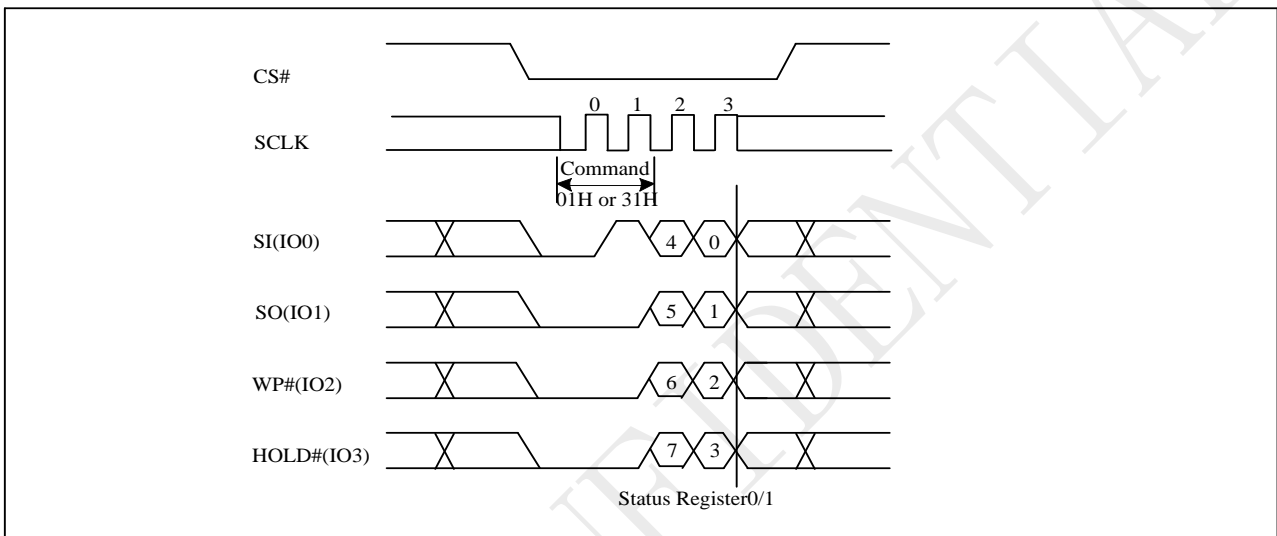 CS#
0 1 2 3
SCLK
Command
01H or 31H
SI(IO0)
4 0
SO(IO1)
5 1
WP#(IO2)
6 2
HOLD#(IO3)
7 3
Status Register0/1
FIDENTIA